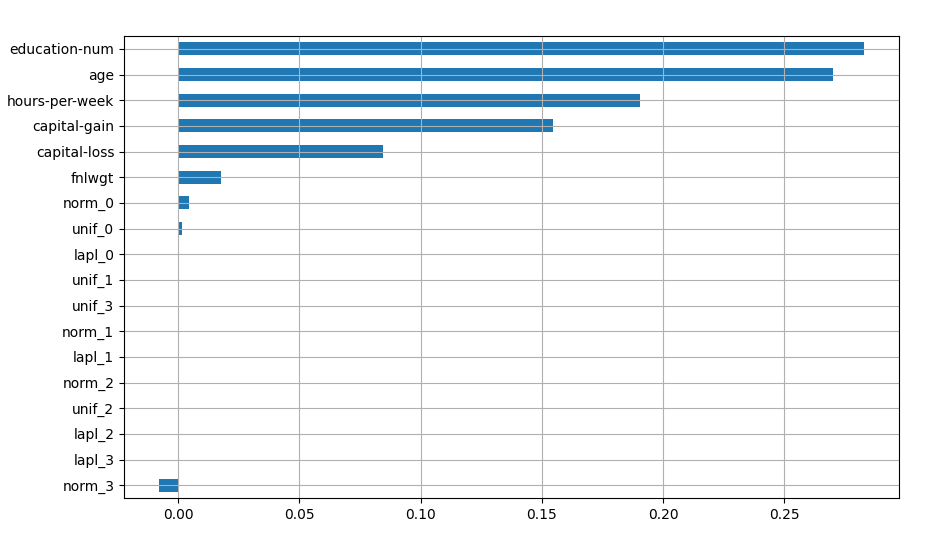 education-num
age
hours-per-week
capital-gain
capital-loss
fnlwgt
norm_0
unif_0
lapl_0
unif_1
unif_3
norm_1
lapl_1
norm_2
unif_2
lapl_2
lapl_3
norm_3
0.00 0.05 0.10 0.15 0.20 0.25